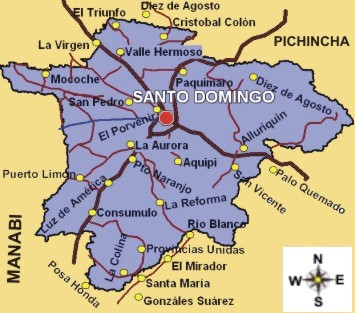 Diez de Agosto
El Triunfo
Cristobal Colón
La Virgen
Valle Hermoso
PICHINCHA
Mocoche
Paquimaro
Diez de Agosto
SANTO DOMINGO
San Pedro
El Porvenir
Alluriquín
La Aurora
Aquipi
Puerto Limón
Pto Naranjo
San Vicente
Palo Quemado
Luz de América
La Reforma
Consumulo
Río Blanco
MANABI
La Colina
Provincias Unidas
El Mirador
Posa Honda
Santa María
Gonzáles Suárez
N
W
E
S